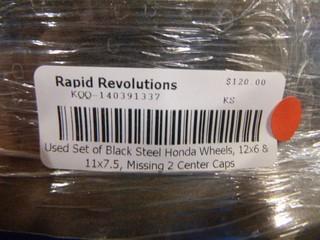 Rapid Revolutions $120.00
KQQ-140391337 KS
Used Set of Black Steel Honda Wheels, 12x6 &
11x7.5, Missing 2 Center Caps